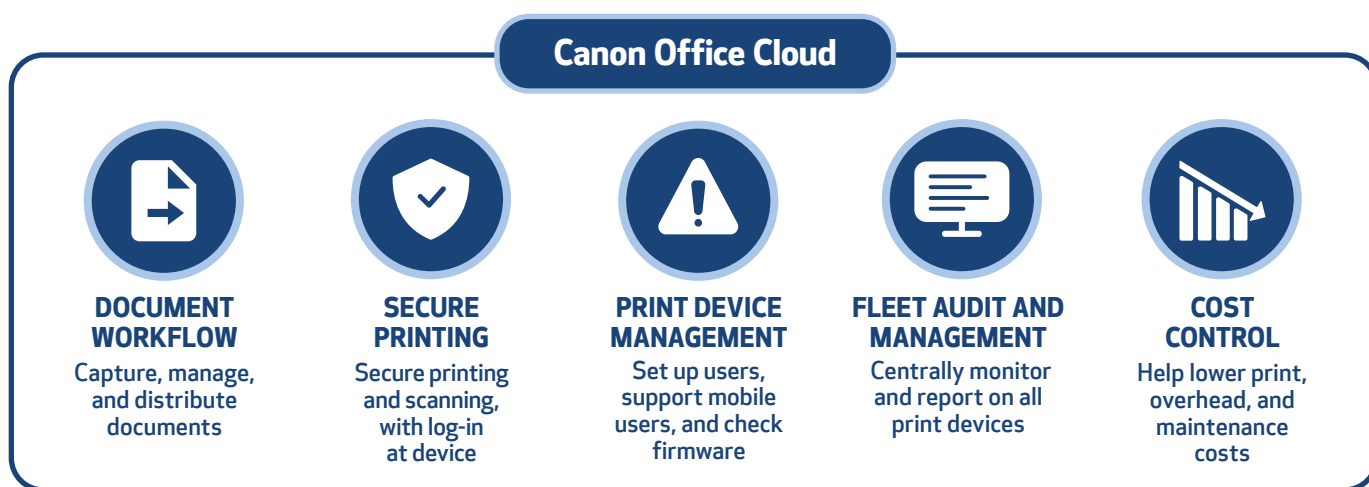 Canon Office Cloud
DOCUMENT
WORKFLOW
Capture, manage,
and distribute
documents
SECURE
PRINTING
Secure printing
and scanning,
with log-in
at device
PRINT DEVICE
MANAGEMENT
Set up users,
support mobile
users, and check
firmware
FLEET AUDIT AND
MANAGEMENT
Centrally monitor
and report on all
print devices
COST
CONTROL
Help lower print,
overhead, and
maintenance
costs